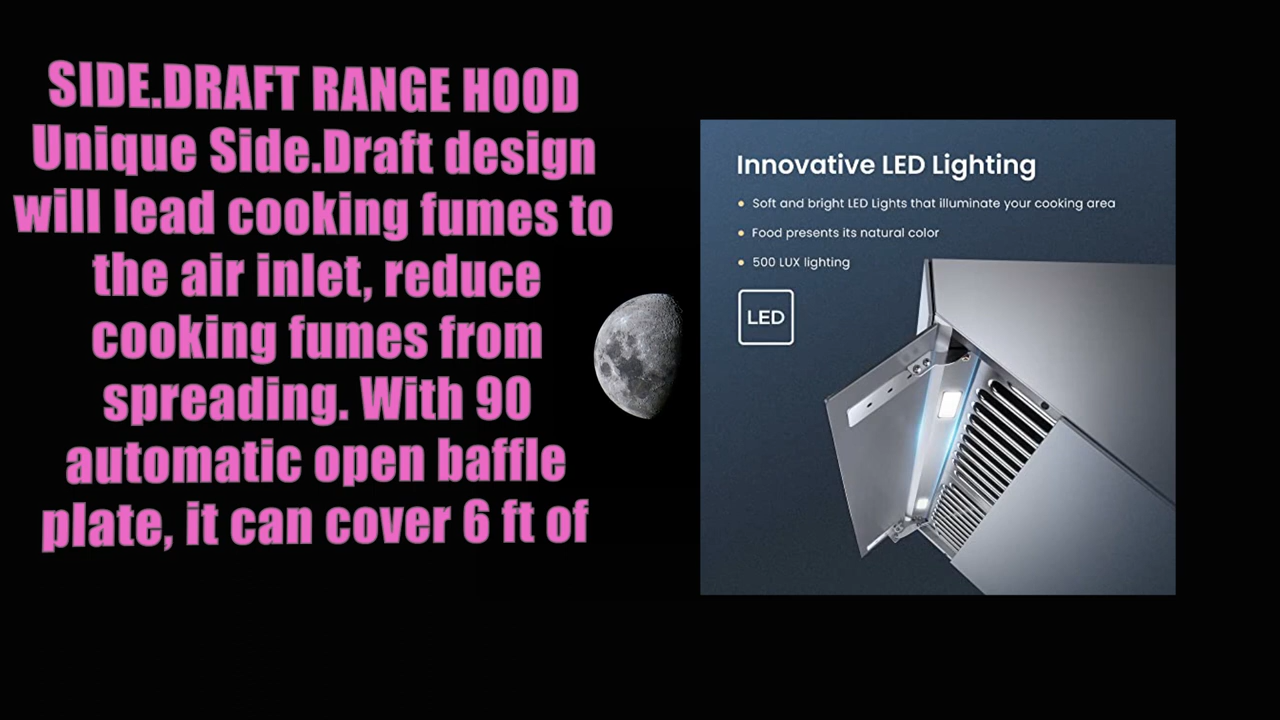 SIDE.DRAFT RANGE HOOD
Unique Side.Draft design
will lead cooking fumes to
the air inlet, reduce
cooking fumes from
spreading. With 90
automatic open baffle
plate, it can cover 6 ft of
Innovative LED Lighting
• Soft and bright LED Lights that illuminate your cooking area
• Food presents its natural color
• 500 LUX lighting
LED